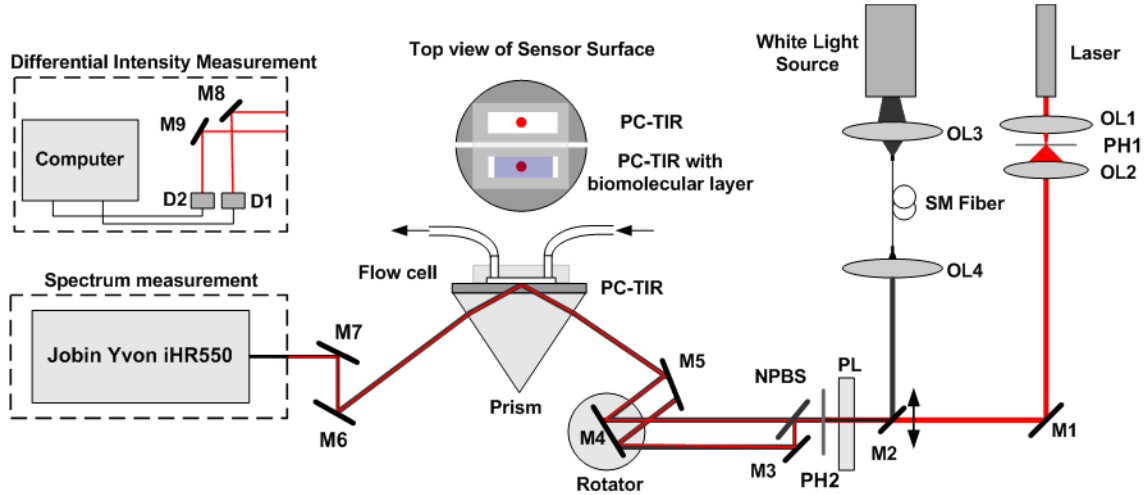 Differential Intensity Measurement
M8
M9
Computer
D2
D1
Top view of Sensor Surface
PC-TIR
PC-TIR with
biomolecular layer
White Light
Source
Laser
OL3
OL1
PH1
OL2
SM Fiber
OL4
Flow cell
PC-TIR
Prism
Spectrum measurement
Jobin Yvon iHR550
M7
M6
M5
M4
Rotator
NPBS
PL
M3
PH2
M2
M1